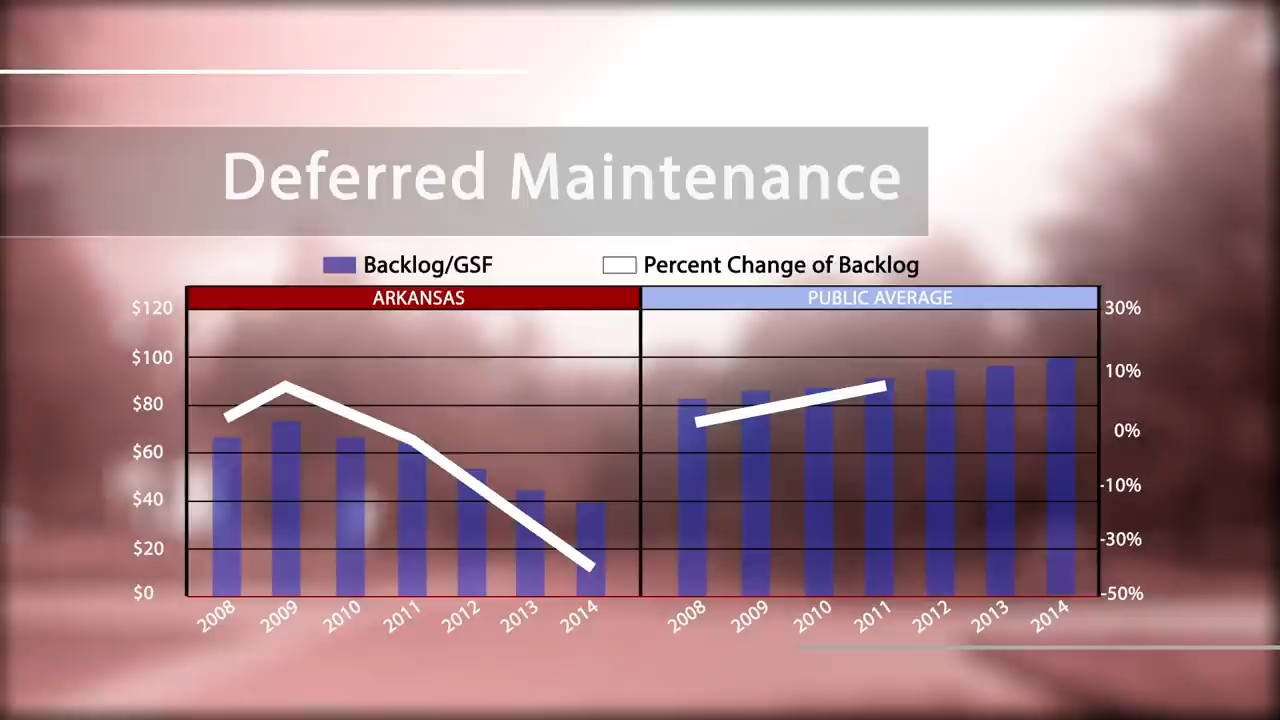 Deferred Maintenance
Backlog/GSF Percent Change of Backlog
ARKANSAS PUBLIC AVERAGE
$120 30%
$100 10%
$80 0%
$60 -10%
$40 -30%
$20 -50%
$0
2008 2009 2010 2011 2012 2013 2014 2008 2009 2010 2011 2012 2013 2014